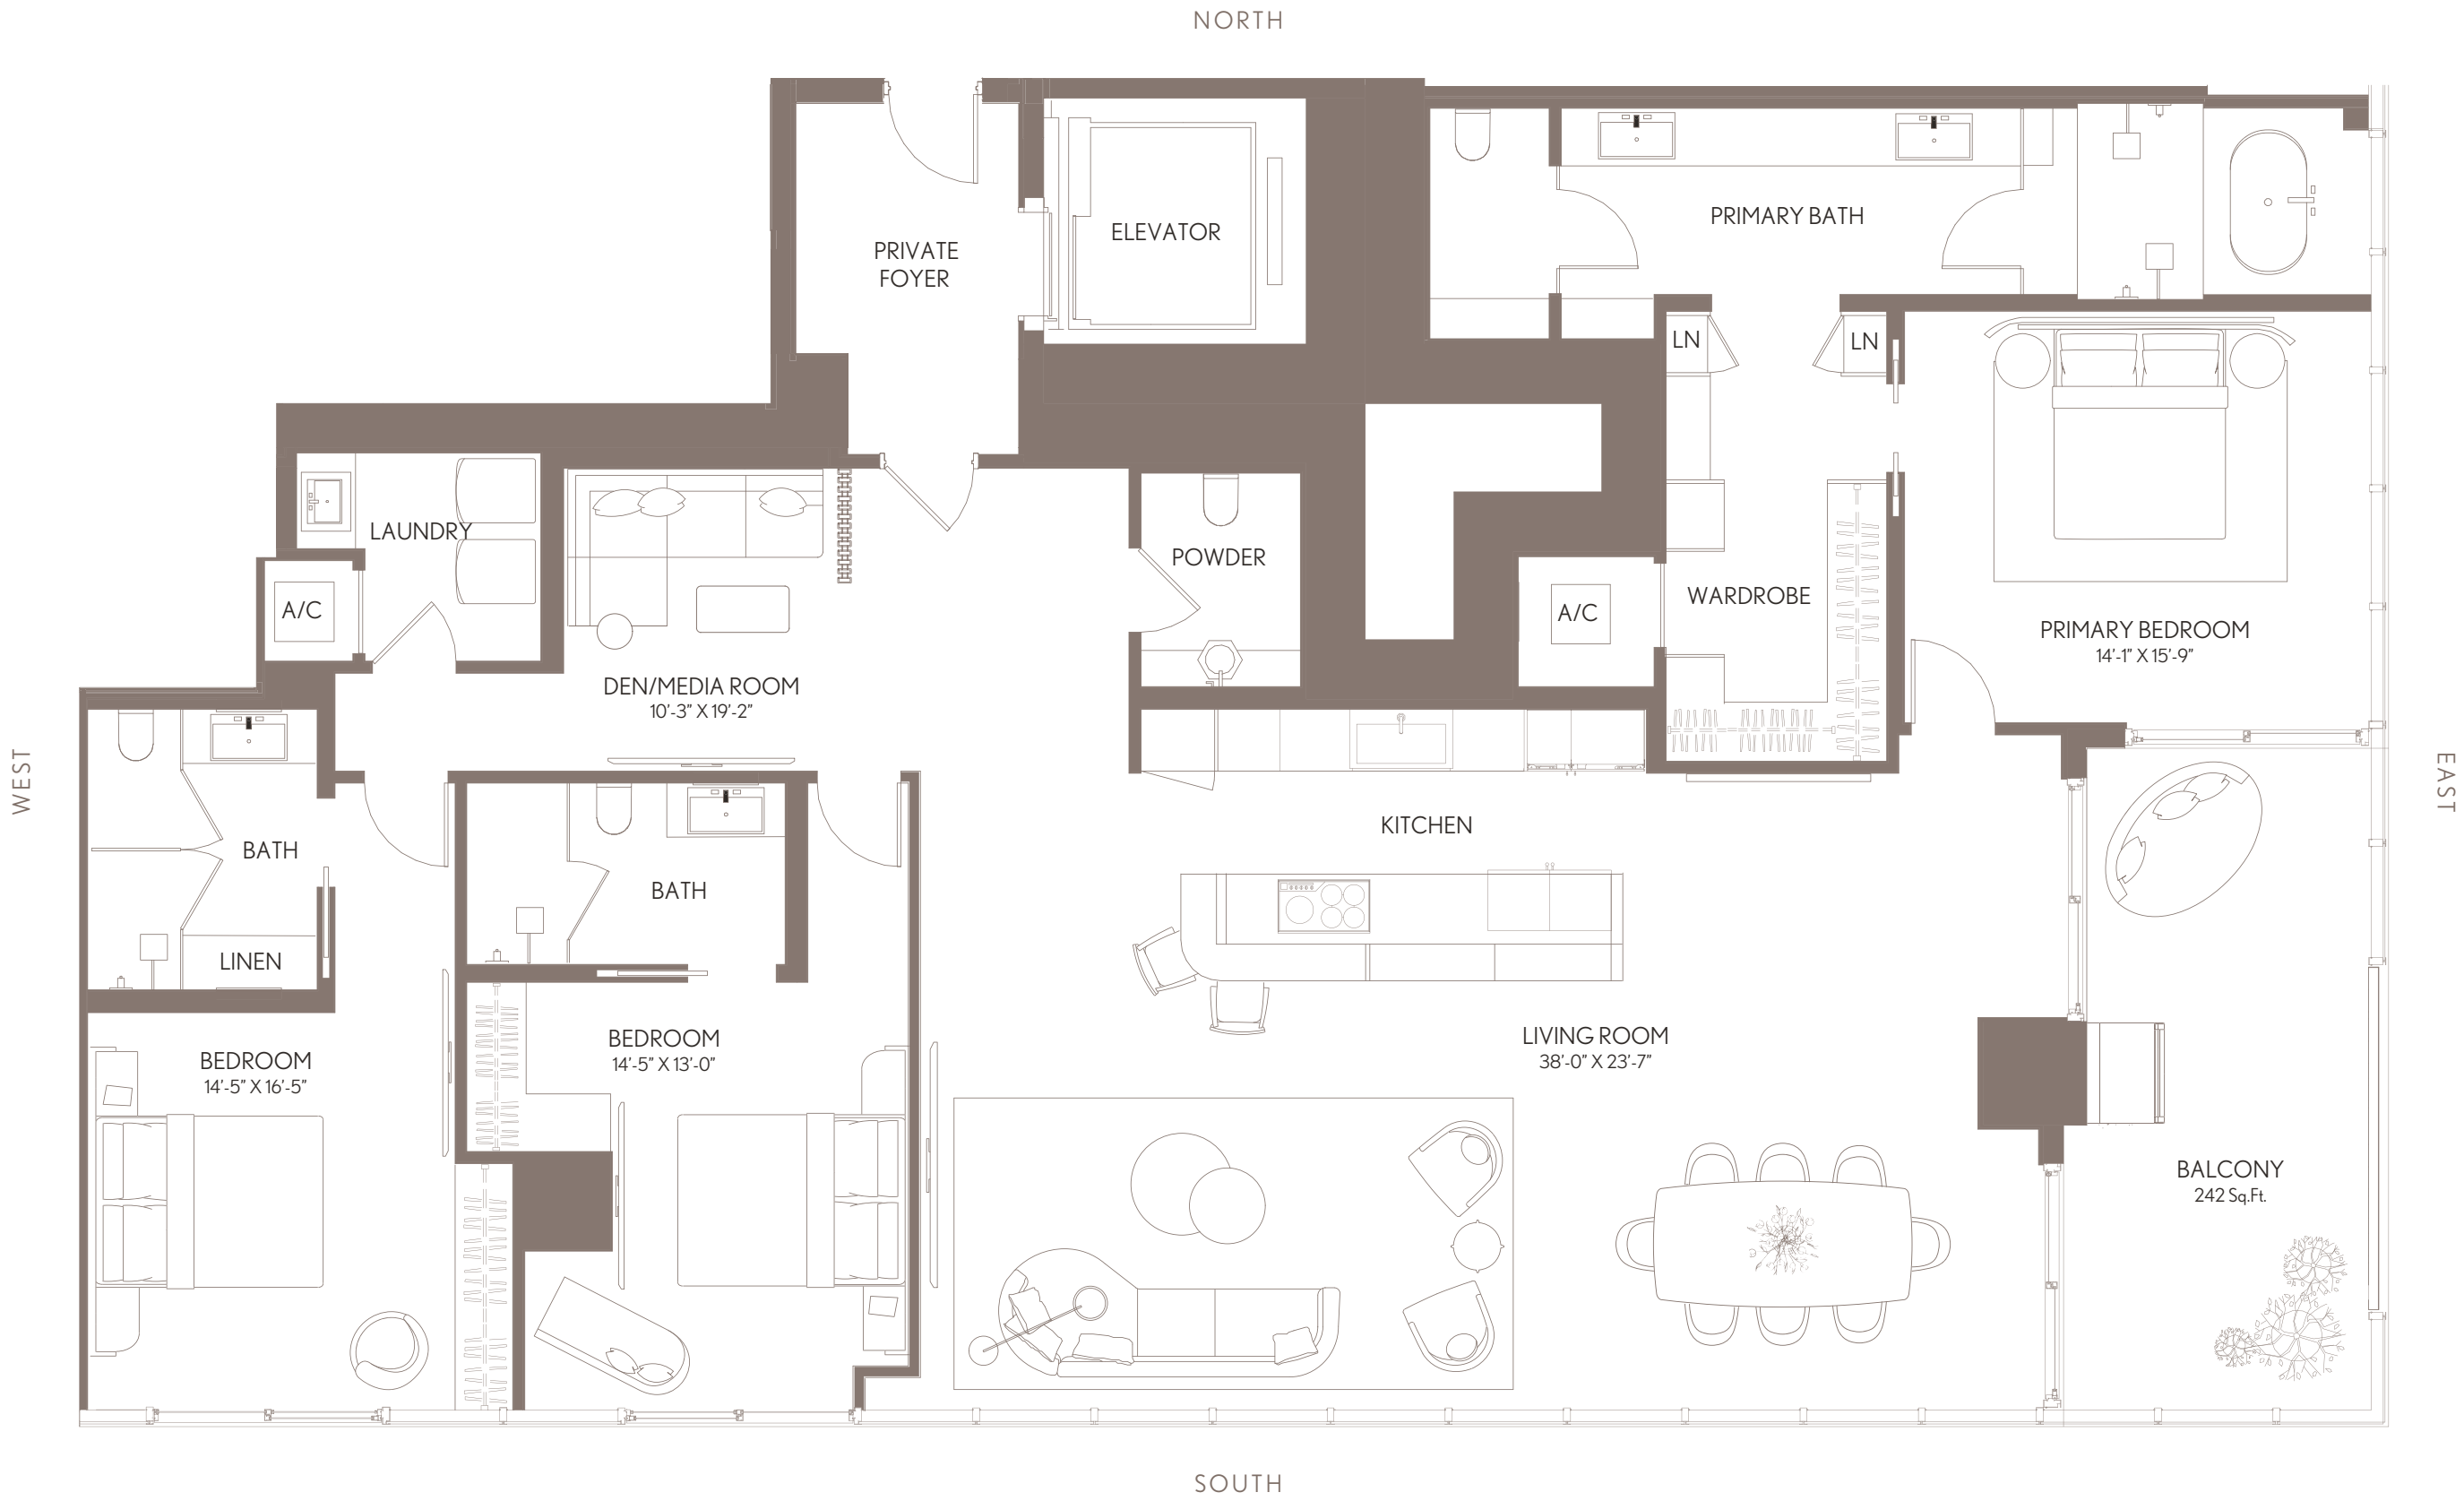 NORTH
PRIVATE
FOYER
ELEVATOR
PRIMARY BATH
LN
LN
LAUNDRY
A/C
POWDER
A/C
WARDROBE
PRIMARY BEDROOM
14'-1" X 15'-9"
DEN/MEDIA ROOM
10'-3" X 19'-2"
WEST
EAST
BATH
BATH
KITCHEN
LINEN
BEDROOM
14'-5" X 16'-5"
BEDROOM
14'-5" X 13'-0"
LIVING ROOM
38'-0" X 23'-7"
BALCONY
242 Sq.Ft.
SOUTH